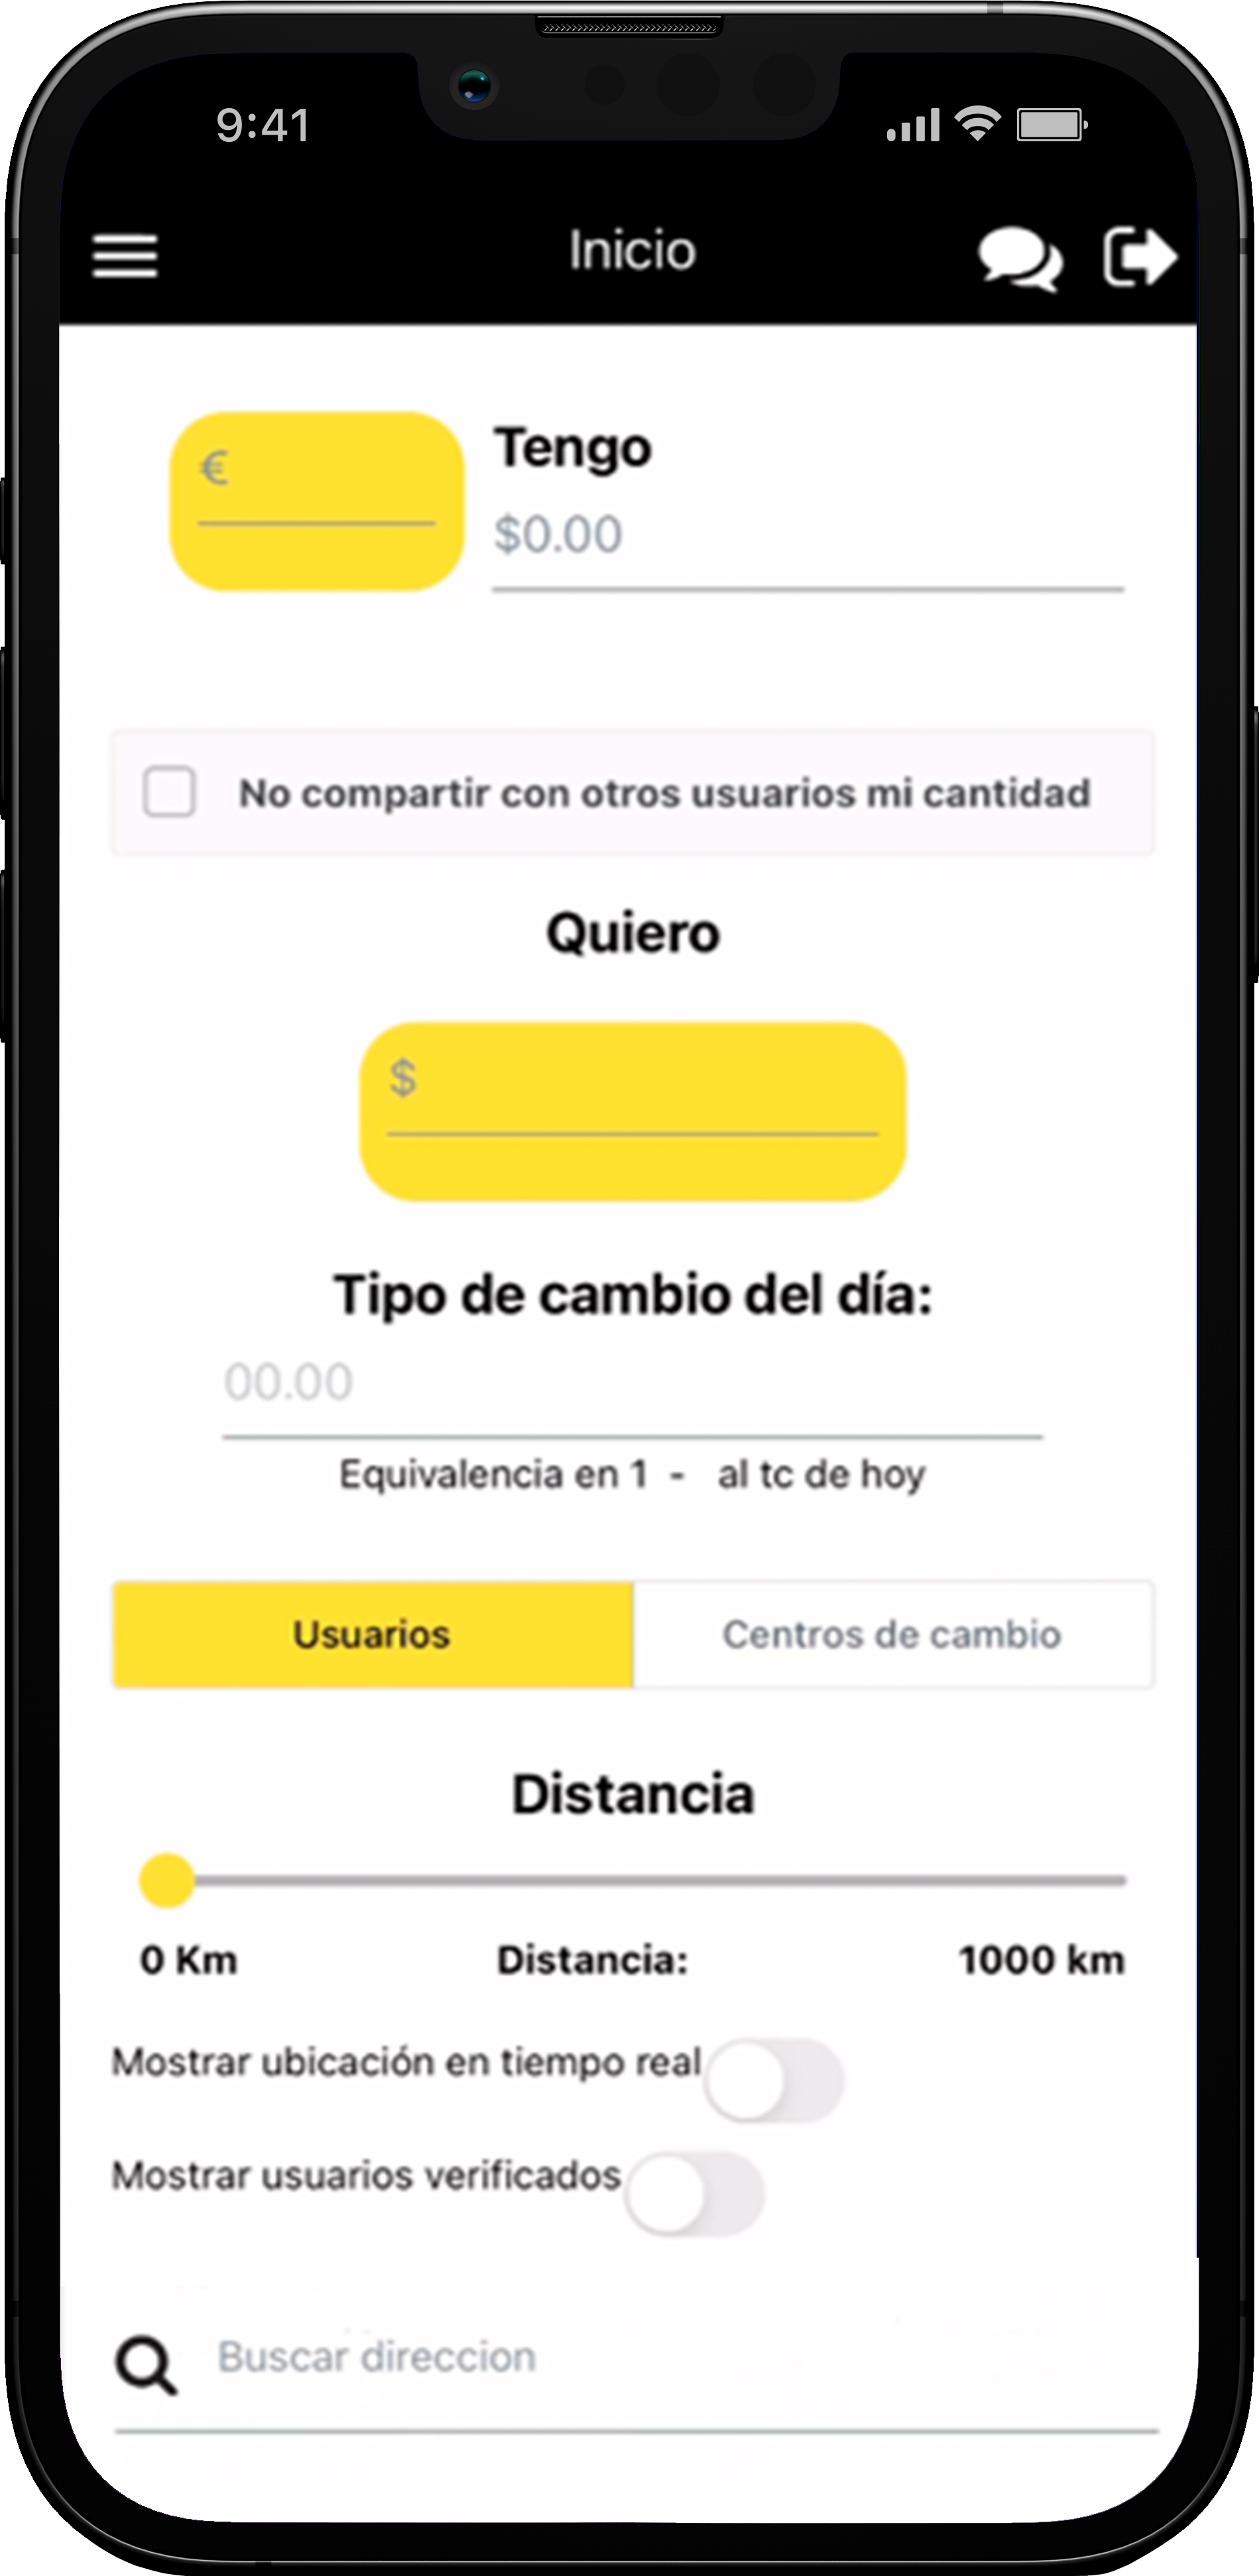 9:41
Inicio
€
Tengo
$0.00
No compartir con otros usuarios mi cantidad
Quiero
$
Tipo de cambio del día:
00.00
Equivalencia en 1 - al tc de hoy
Usuarios
Centros de cambio
Distancia
0 Km
Distancia:
1000 km
Mostrar ubicación en tiempo real
Mostrar usuarios verificados
Buscar direccion